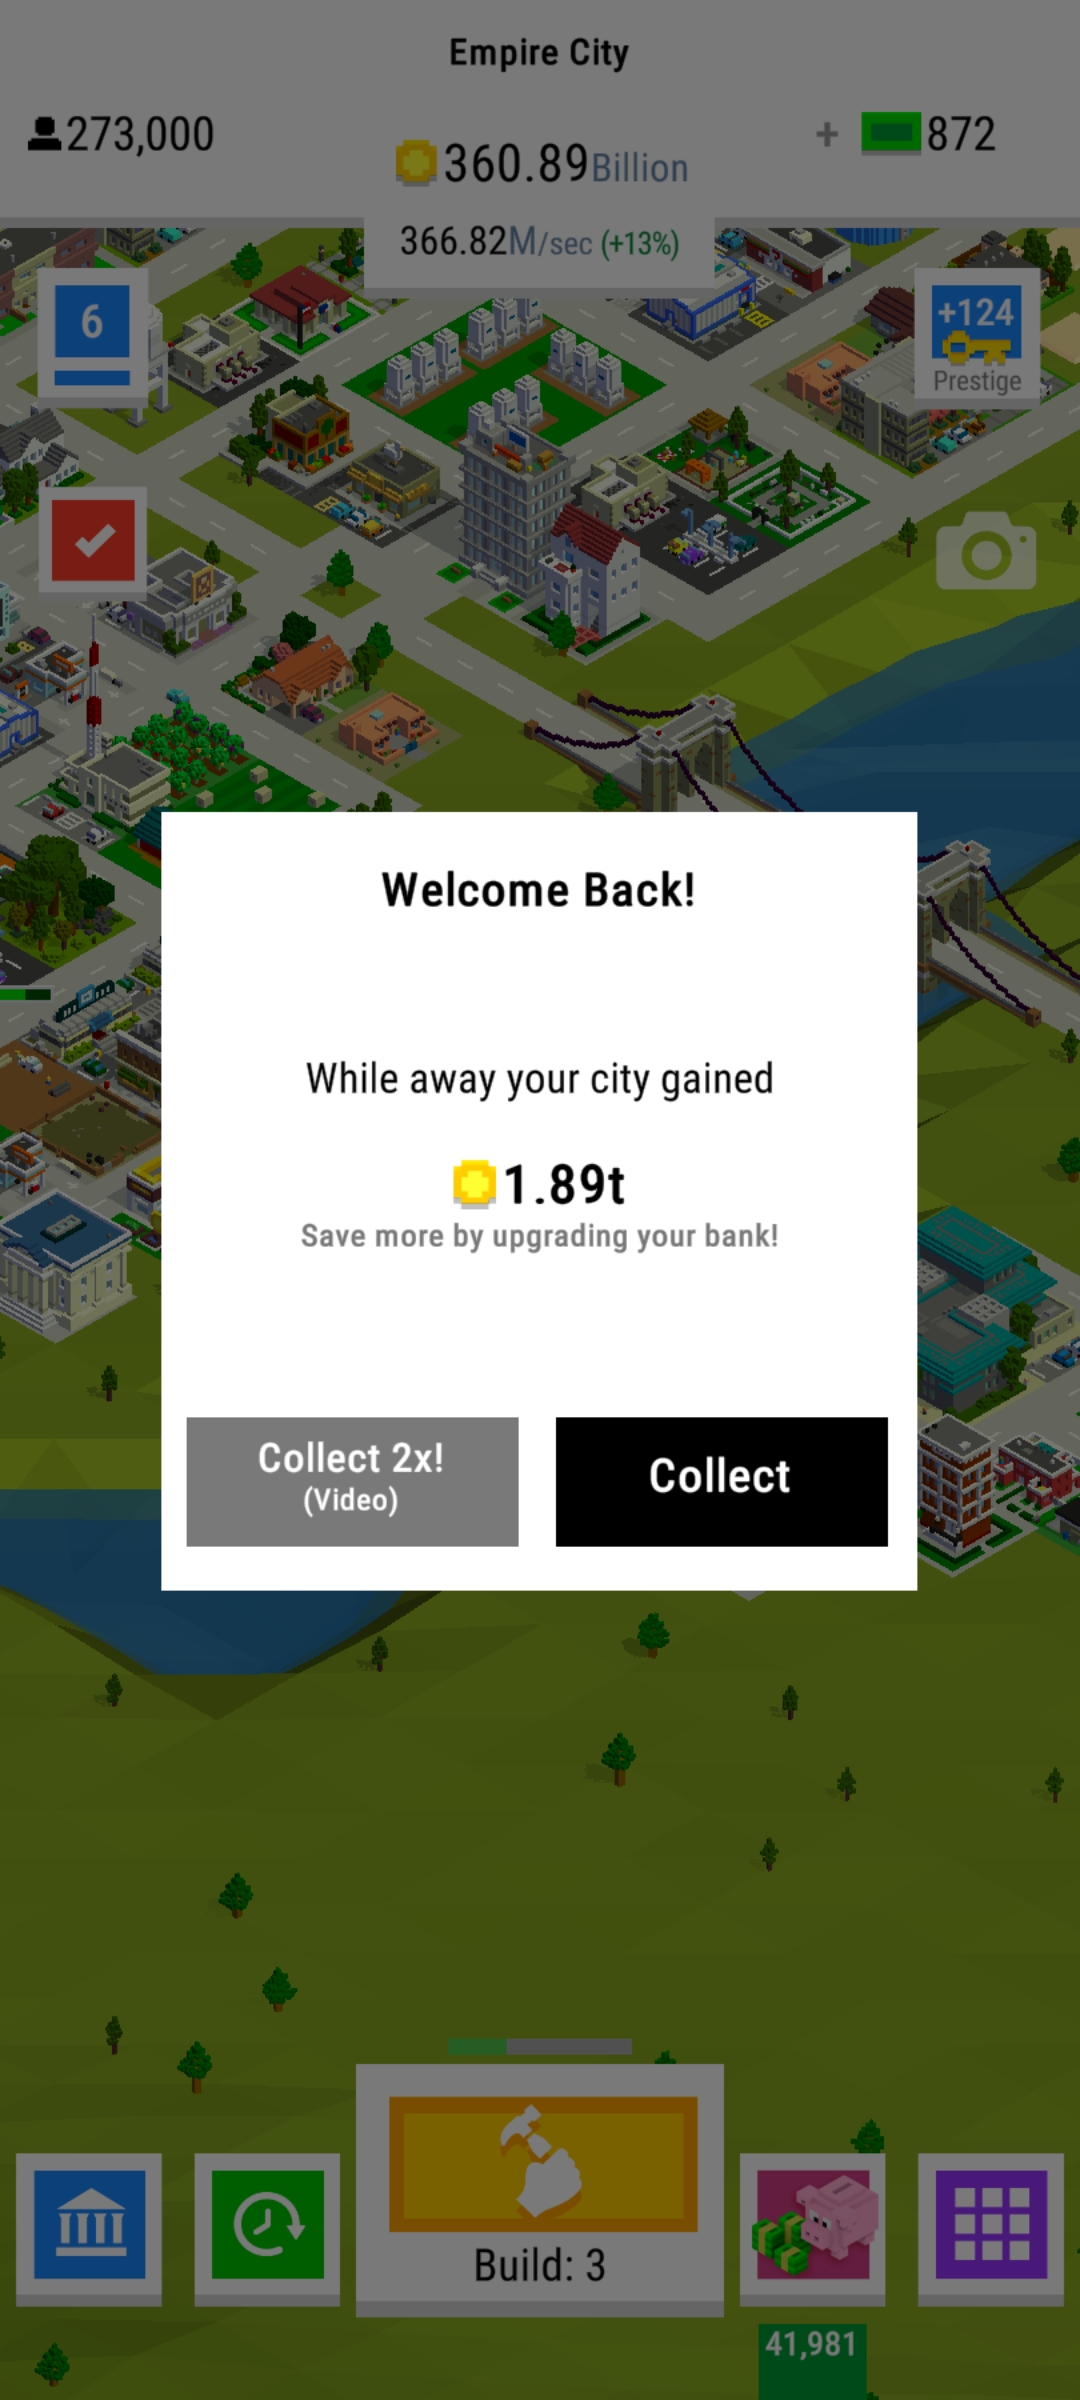 Empire City
273,000
360.89Billion
+ 872
366.82M/sec (+13%)
6
+124
Prestige
Welcome Back!
While away your city gained
1.89t
Save more by upgrading your bank!
Collect 2x!
(Video)
Collect
Build: 3
41,981